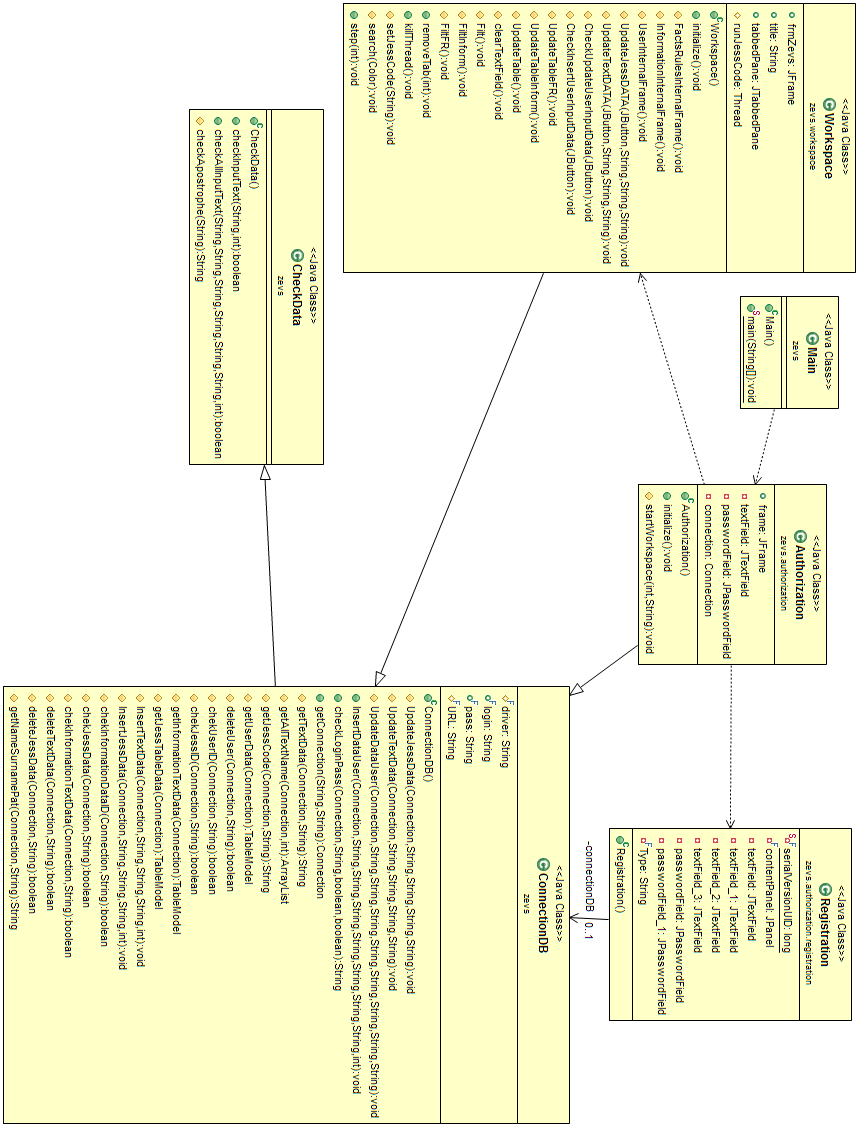 <<Java Class>>
Workspace
zevs.workspace
frmZevs: JFrame
title: String
tabbedPane: JTabbedPane
runJessCode: Thread
Workspace()
initialize():void
FactsRulesInternalFrame():void
InformationInternalFrame():void
UserInternalFrame():void
UpdateJessDATA(JButton,String,String,String):void
UpdateTextDATA(JButton,String,String,String):void
CheckUpdateUserInputData(JButton):void
CheckInsertUserInputData(JButton):void
UpdateTableFR():void
UpdateTableInform():void
UpdateTable():void
clearTextField():void
Filt():void
FiltInform():void
FiltFR():void
removeTab(int):void
killThread():void
setJessCode(String):void
search(Color):void
step(int):void
<<Java Class>>
Main
zevs
Main()
main(String[]):void
<<Java Class>>
Authorization
zevs.authorization
frame: JFrame
textField: JTextField
passwordField: JPasswordField
connection: Connection
Authorization()
initialize():void
startWorkspace(int,String):void
<<Java Class>>
Registration
zevs.authorization.registration
serialVersionUID: long
contentPanel: JPanel
textField: JTextField
textField_1: JTextField
textField_2: JTextField
textField_3: JTextField
passwordField: JPasswordField
passwordField_1: JPasswordField
Type: String
Registration()
-connectionDB
0..1
<<Java Class>>
CheckData
zevs
CheckData()
checkInputText(String,int):boolean
checkAllInputText(String,String,String,String,String,String,int):boolean
checkApostrophe(String):String
<<Java Class>>
ConnectionDB
zevs
driver: String
login: String
pass: String
URL: String
ConnectionDB()
UpdateJessData(Connection,String,String,String,String):void
UpdateTextData(Connection,String,String,String,String):void
UpdateDataUser(Connection,String,String,String,String,String,String,String):void
InsertDataUser(Connection,String,String,String,String,String,String,int):void
checkLoginPass(Connection,String,boolean,boolean):String
getConnection(String,String):Connection
getTextData(Connection,String):String
getAllTextName(Connection,int):ArrayList
getJessCode(Connection,String):String
getUserData(Connection):TableModel
deleteUser(Connection,String):boolean
chekUserID(Connection,String):boolean
chekJessID(Connection,String):boolean
getInformationTextData(Connection):TableModel
getJessTableData(Connection):TableModel
InsertTextData(Connection,String,String,String,int):void
InsertJessData(Connection,String,String,String,int):void
chekInformationDataID(Connection,String):boolean
chekJessData(Connection,String):boolean
chekInformationTextData(Connection,String):boolean
deleteTextData(Connection,String):boolean
deleteJessData(Connection,String):boolean
getNameSurnamePat(Connection,String):String